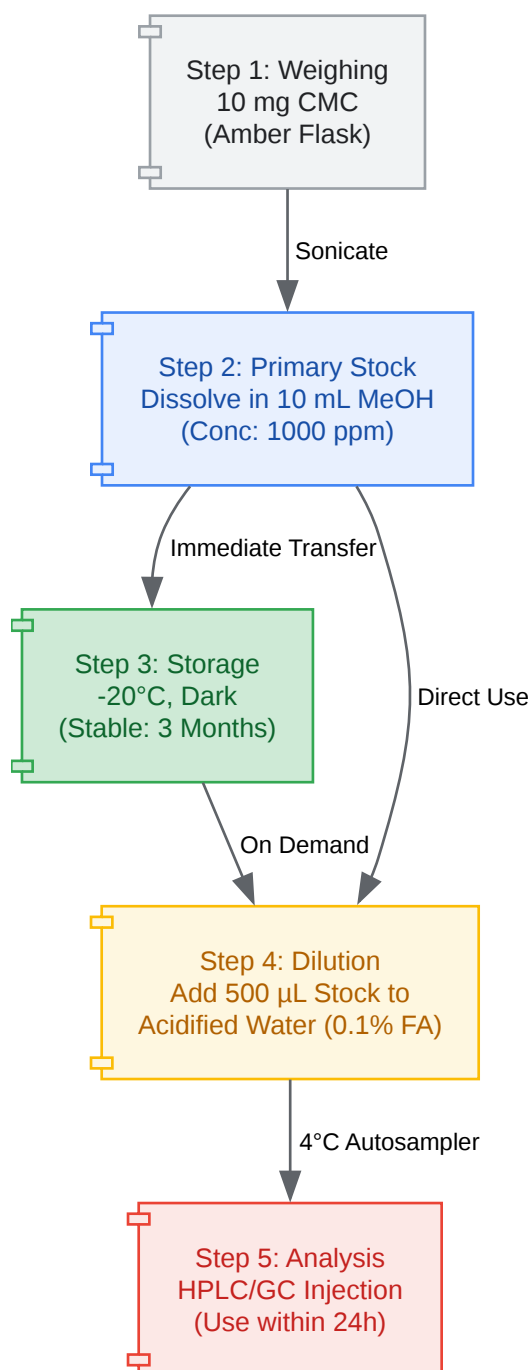 Step 1: Weighing
10 mg CMC
(Amber Flask)
Sonicate
Step 2: Primary Stock
Dissolve in 10 mL MeOH
(Conc: 1000 ppm)
Immediate Transfer
Step 3: Storage
-20°C, Dark
(Stable: 3 Months)
Direct Use
On Demand
Step 4: Dilution
Add 500 µL Stock to
Acidified Water (0.1% FA)
4°C Autosampler
Step 5: Analysis
HPLC/GC Injection
(Use within 24h)